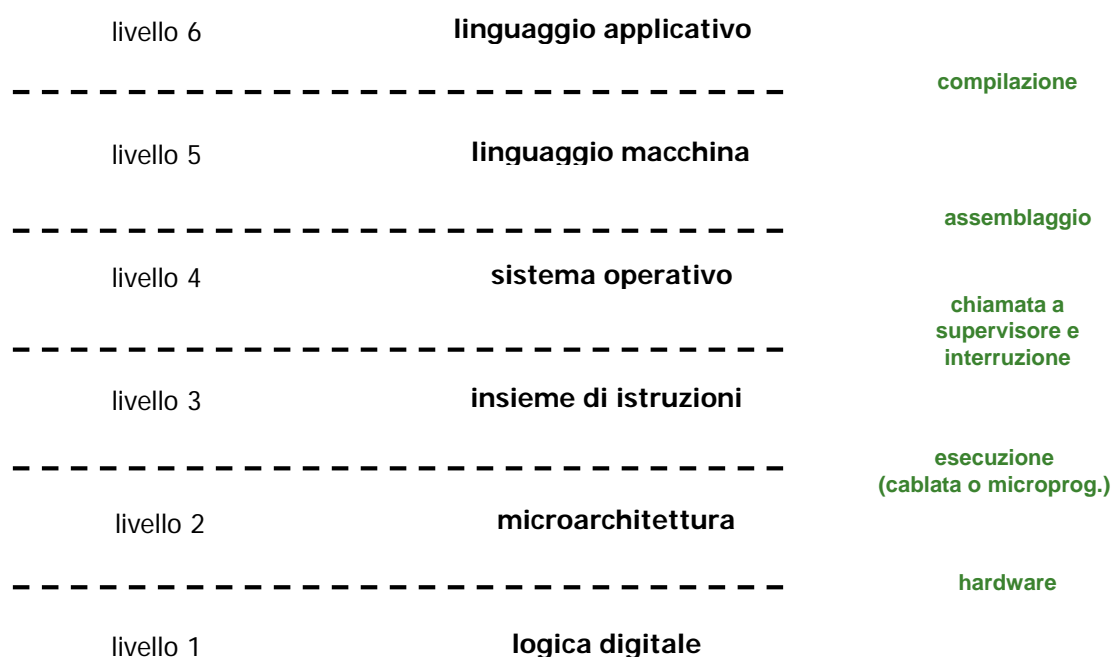 livello 6 linguaggio applicativo
compilazione
livello 5 linguaggio macchina
assemblaggio
livello 4 sistema operativo
chiamata a
supervisore e
interruzione
livello 3 insieme di istruzioni
esecuzione
(cablata o microprog.)
livello 2 microarchitettura
hardware
livello 1 logica digitale